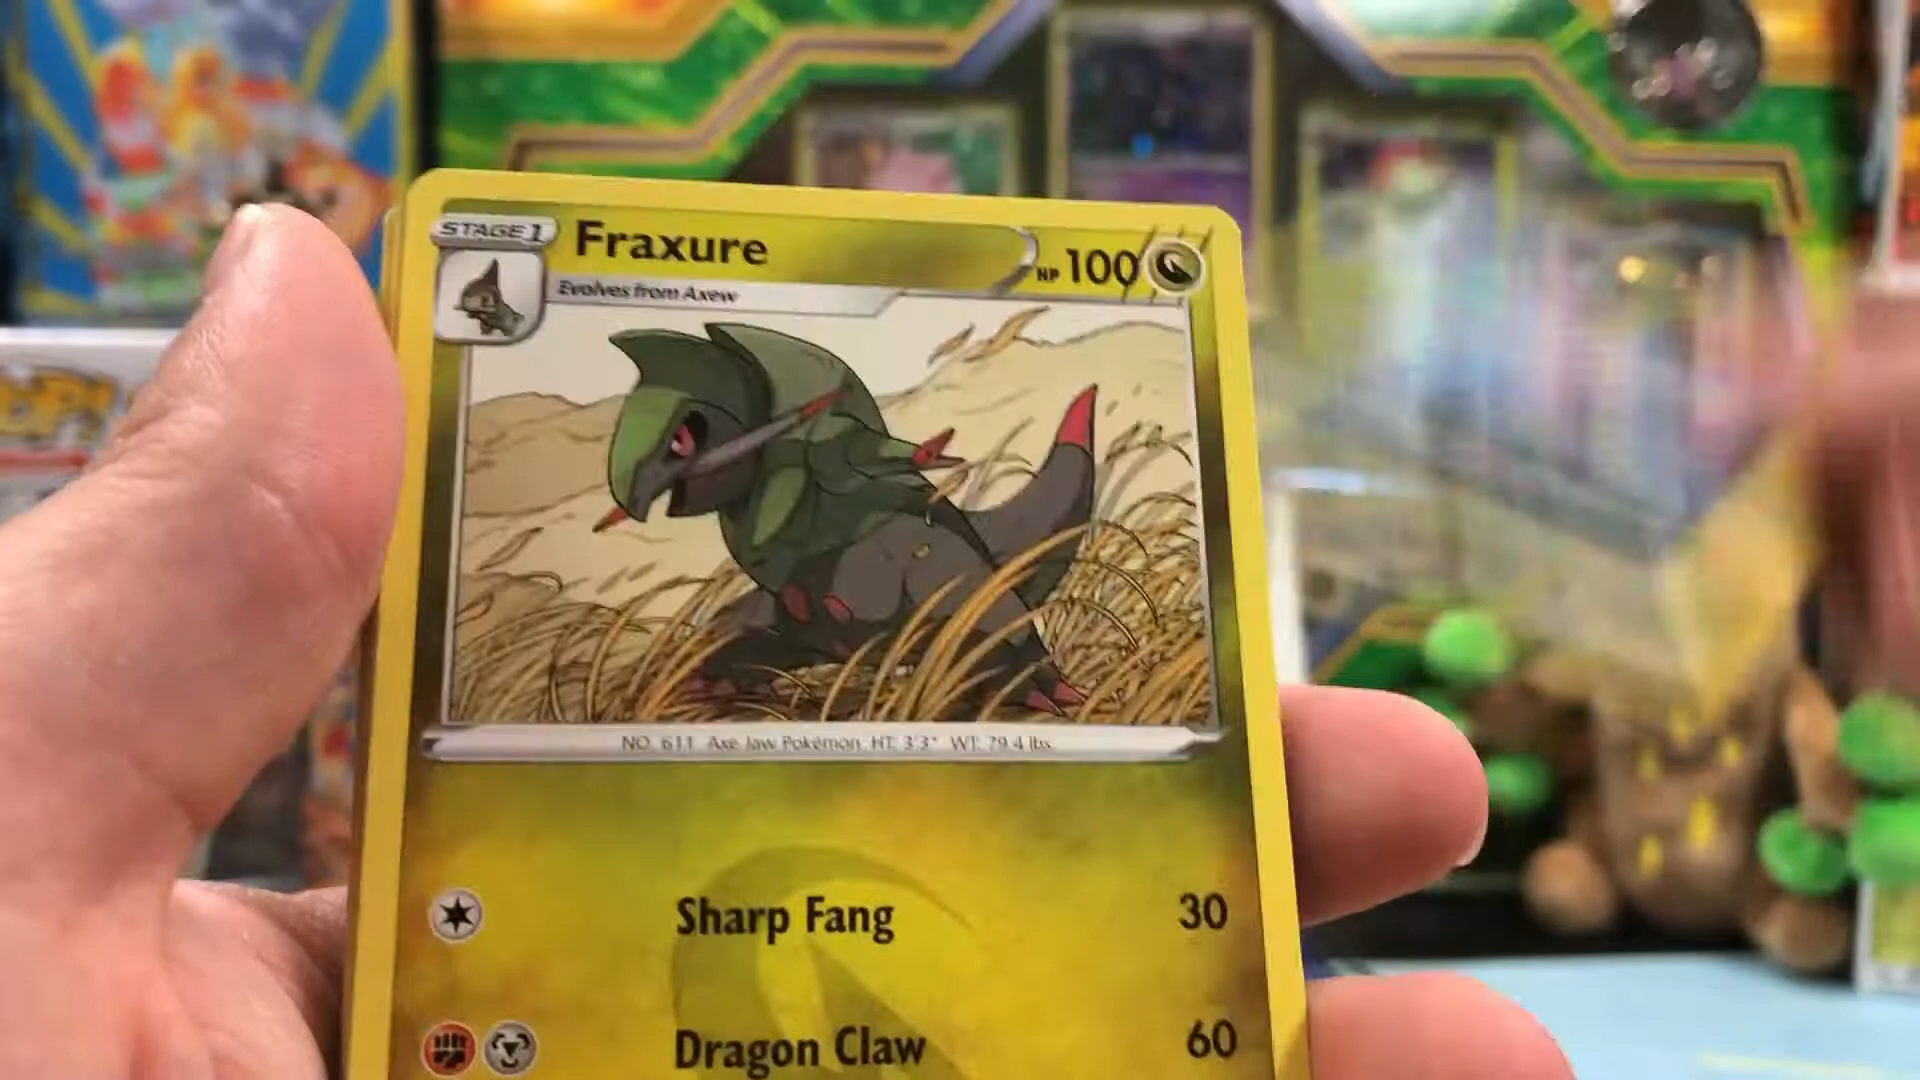 STAGE 1
Fraxure
HP 100
Evolves from Axew
NO. 611 Axe Jaw Pokémon HT: 3'3" WT: 79.4 lbs.
Sharp Fang 30
Dragon Claw 60